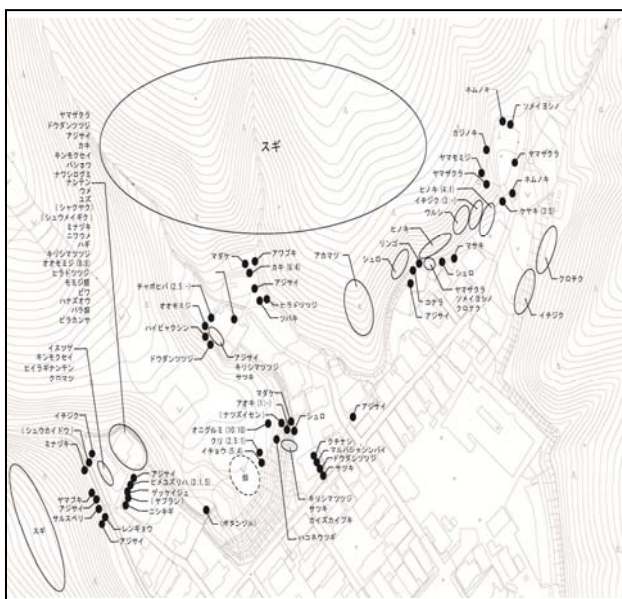 ヤマザクラ
ドウダンツツジ
アジサイ
カキ
キンモクセイ
バショウ
ナワシログミ
ナンテン
ウメ
ユズ
(シャクヤク)
(シュウメイギク)
ミナヅキ
ニワウメ
ハギ
キリシマツツジ
オオモミジ
ヒラドツツジ
モミジ類
ビワ
ハナズオウ
バラ類
ピラカンサ
イヌツゲ
キンモクセイ
ヒイラギナンテン
クロマツ
イチジク
(シュウカイドウ)
ミナヅキ
スギ
ヤマブキ
アジサイ
サルスベリ
レンギョウ
アジサイ
アジサイ
ヒメユズリハ (3,1.5)
ゲッケイジュ
(ヤブラン)
ニシキギ
(ボタンヅル)
スギ
マダケ
アワブキ
カキ (8:4)
アジサイ
ヒラドツツジ
ツバキ
チャボヒバ (2.5:-)
オオモミジ
ハイビャクシン
ドウダンツツジ
アジサイ
キリシマツツジ
サツキ
マダケ
アオキ (1:-)
(ナツズイセン)
シュロ
オニグルミ (10:10)
クリ (2.5:1)
イチョウ (5:4)
キリシマツツジ
サツキ
カイズカイブキ
ハコネウツギ
クチナシ
マルバシャシンバイ
ドウダンツツジ
サツキ
アジサイ
アカマツ
ネムノキ
ソメイヨシノ
カジノキ
ヤマモミジ
ヤマザクラ
ヤマザクラ
ヒノキ (4:1)
イチジク (3:-)
ウルシ
ネムノキ
ケヤキ (3:5)
ヒノキ
リンゴ
シュロ
マサキ
シュロ
ヤマザクラ
ソメイヨシノ
クロチク
コナラ
アジサイ
クロチク
イチジク